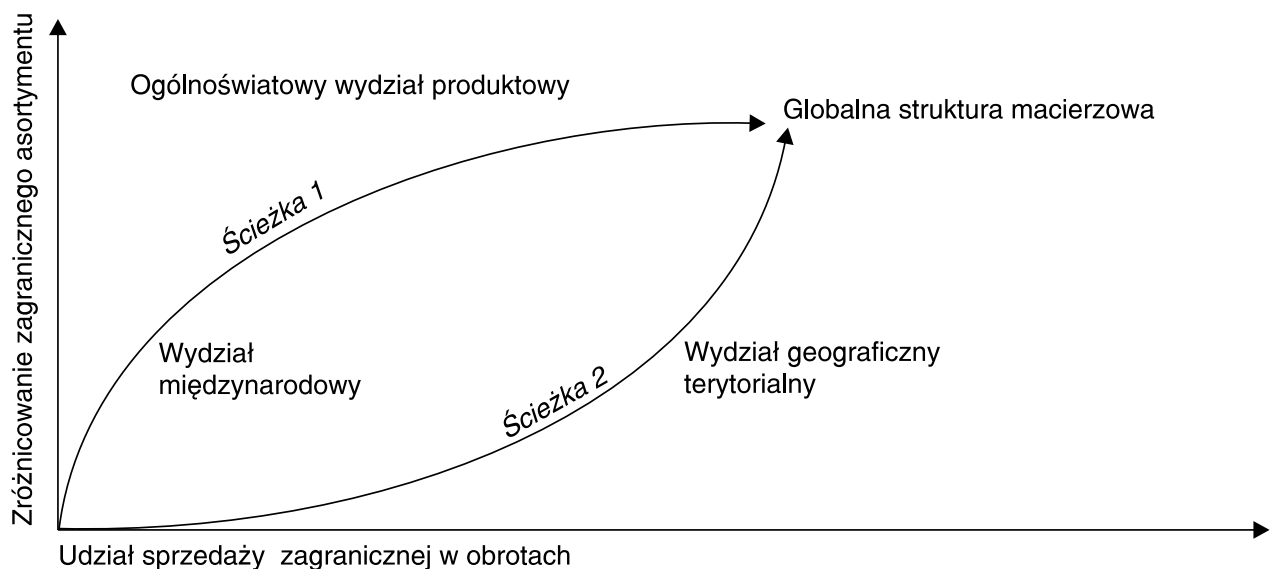 Zróżnicowanie zagranicznego asortymentu
Ogólnoświatowy wydział produktowy
Globalna struktura macierzowa
Ścieżka 1
Wydział
międzynarodowy
Wydział geograficzny
terytorialny
Ścieżka 2
Udział sprzedaży zagranicznej w obrotach